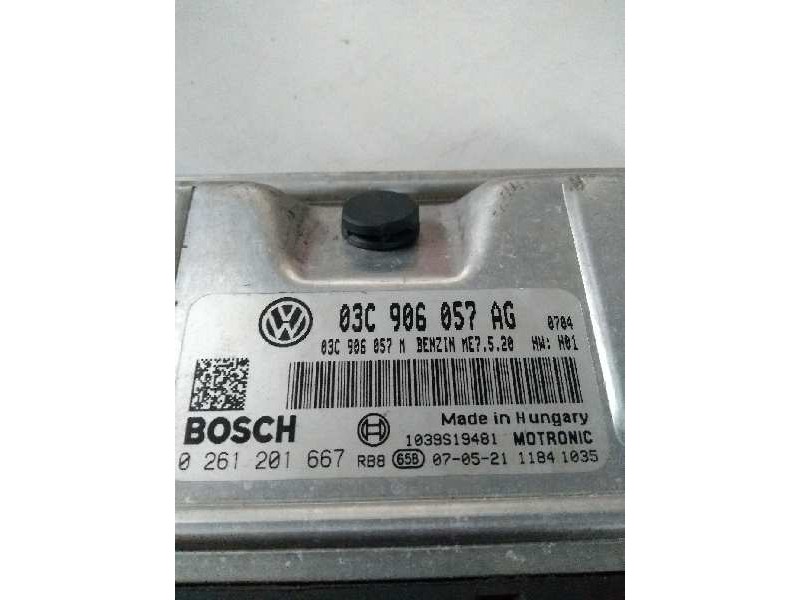 03C 906 057 AG 0704
03C 906 057 M BENZIN ME7.5.20 HW: H01
BOSCH
Made in Hungary
1039S19481 MOTRONIC
0 261 201 667 RB8 65B 07-05-21 1184 1035